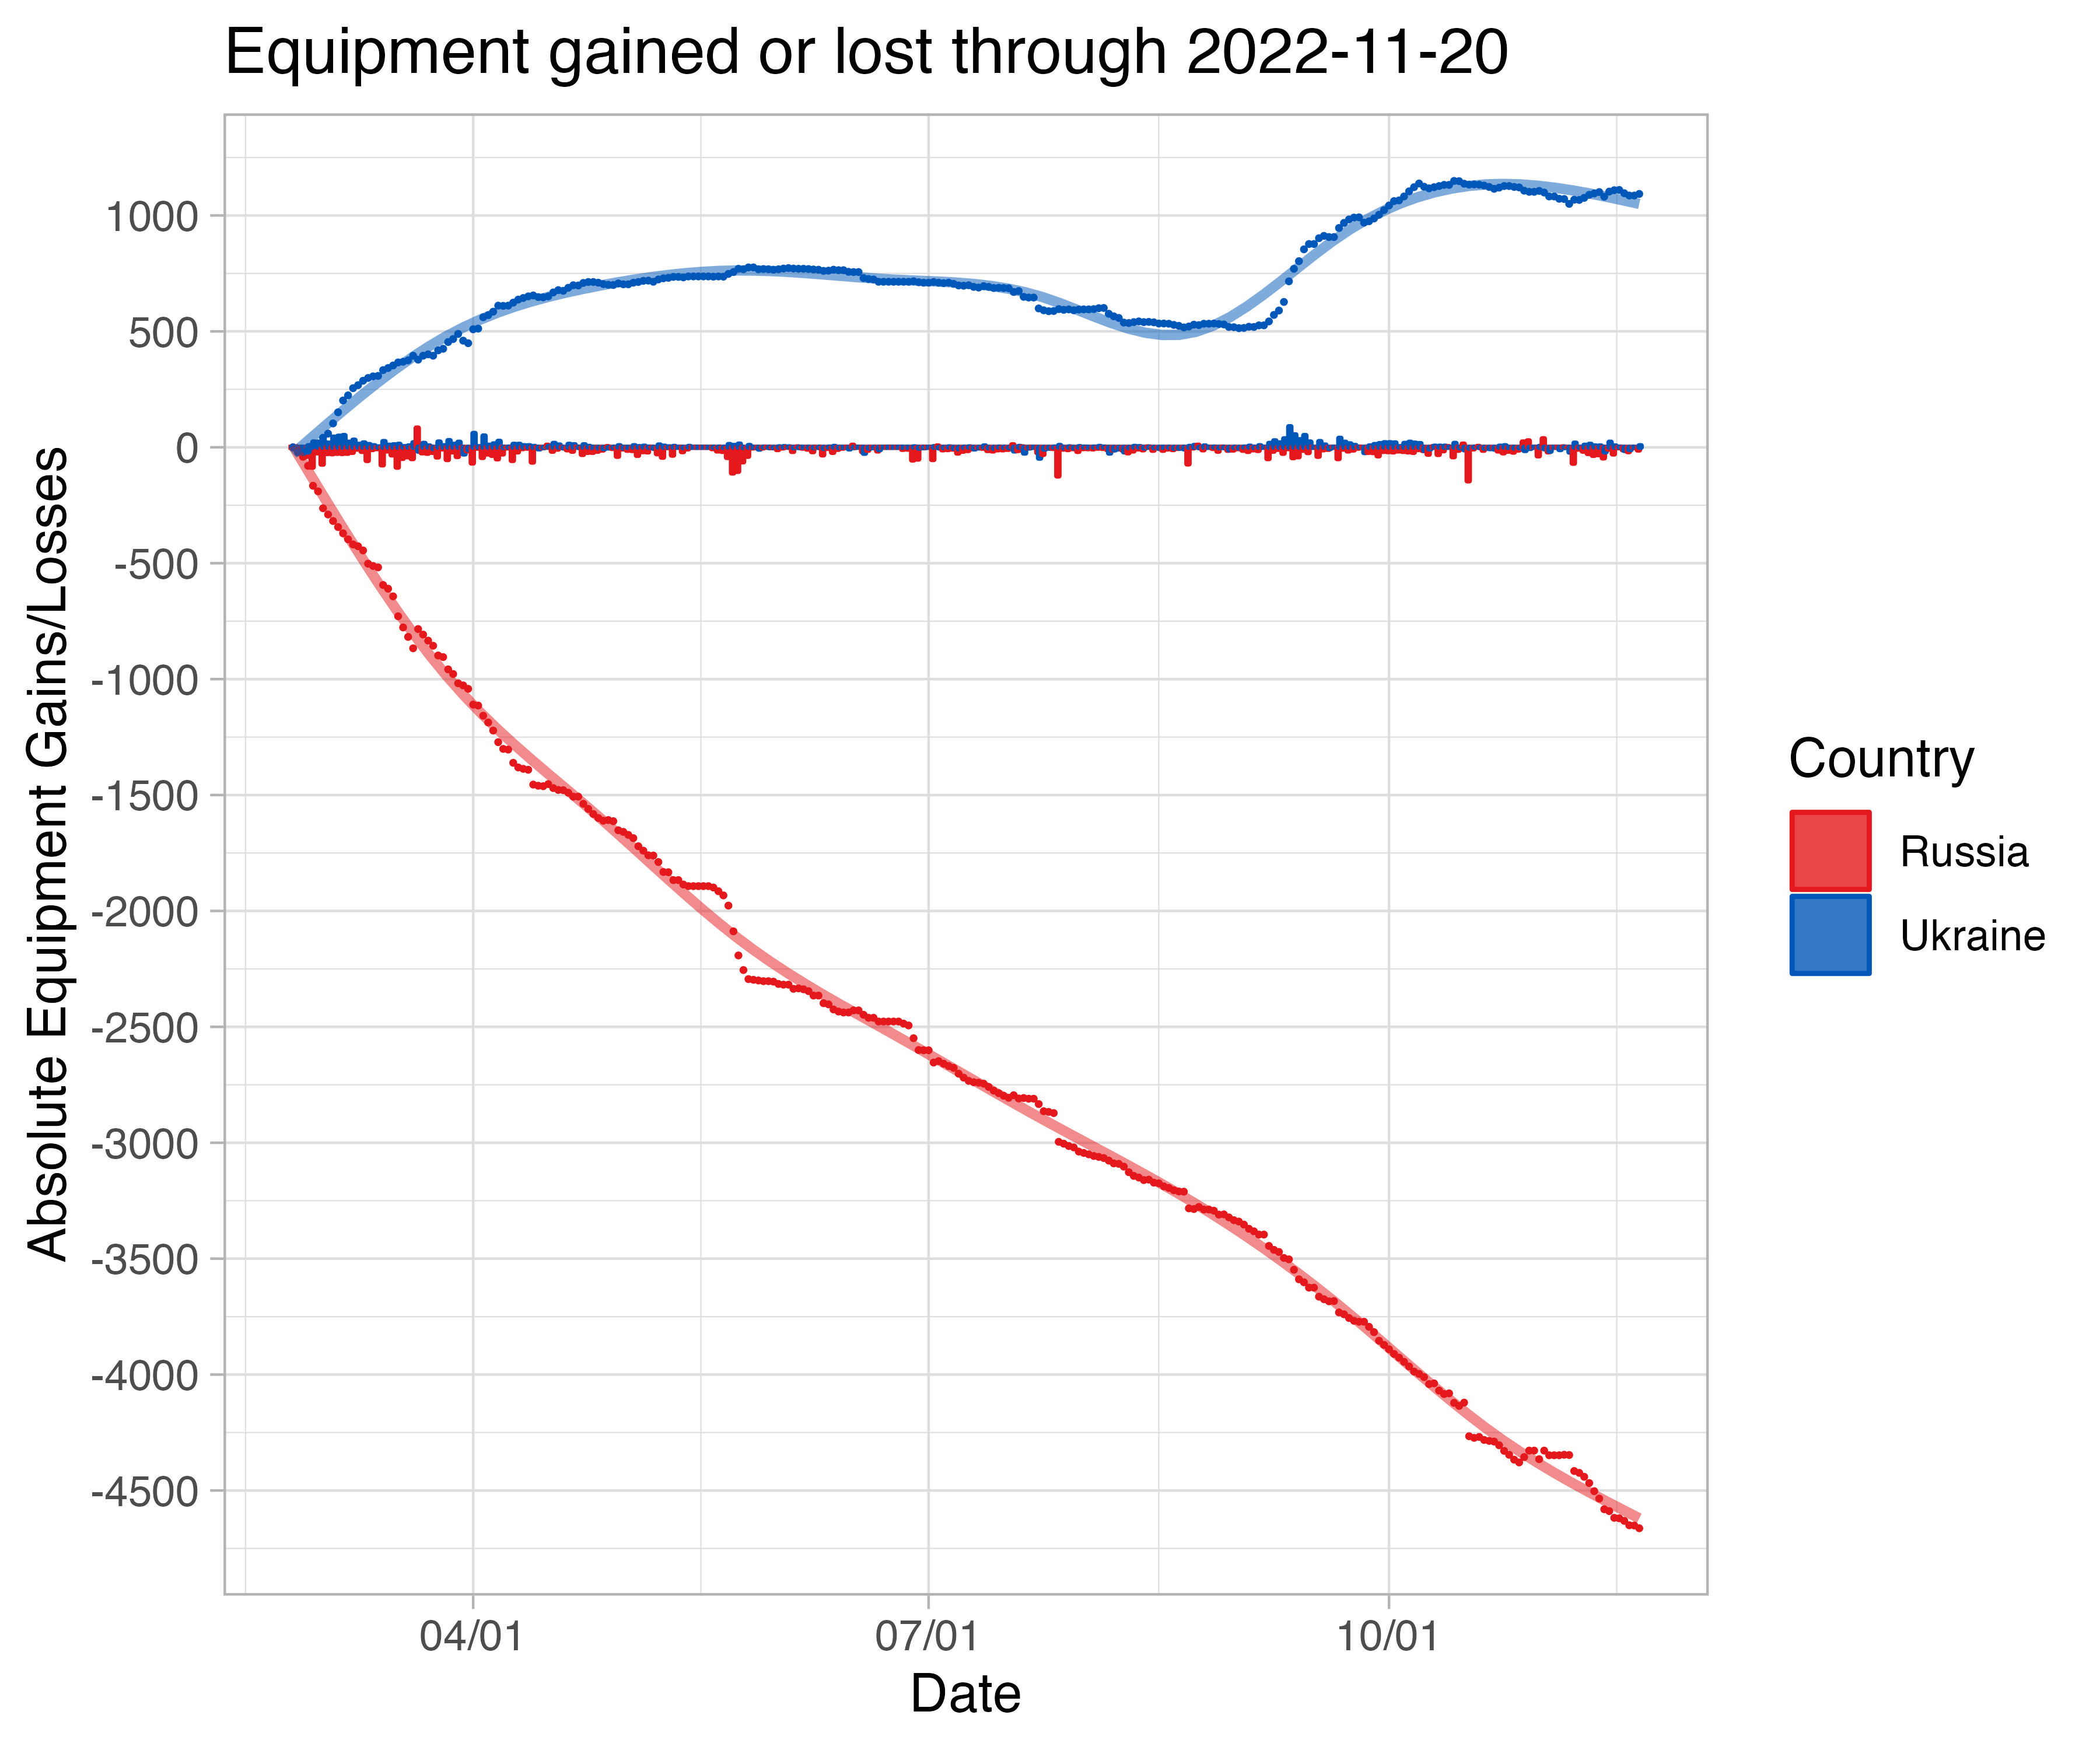 Equipment gained or lost through 2022-11-20
Absolute Equipment Gains/Losses
1000
500
0
-500
-1000
-1500
-2000
-2500
-3000
-3500
-4000
-4500
04/01
07/01
10/01
Date
Country
Russia
Ukraine